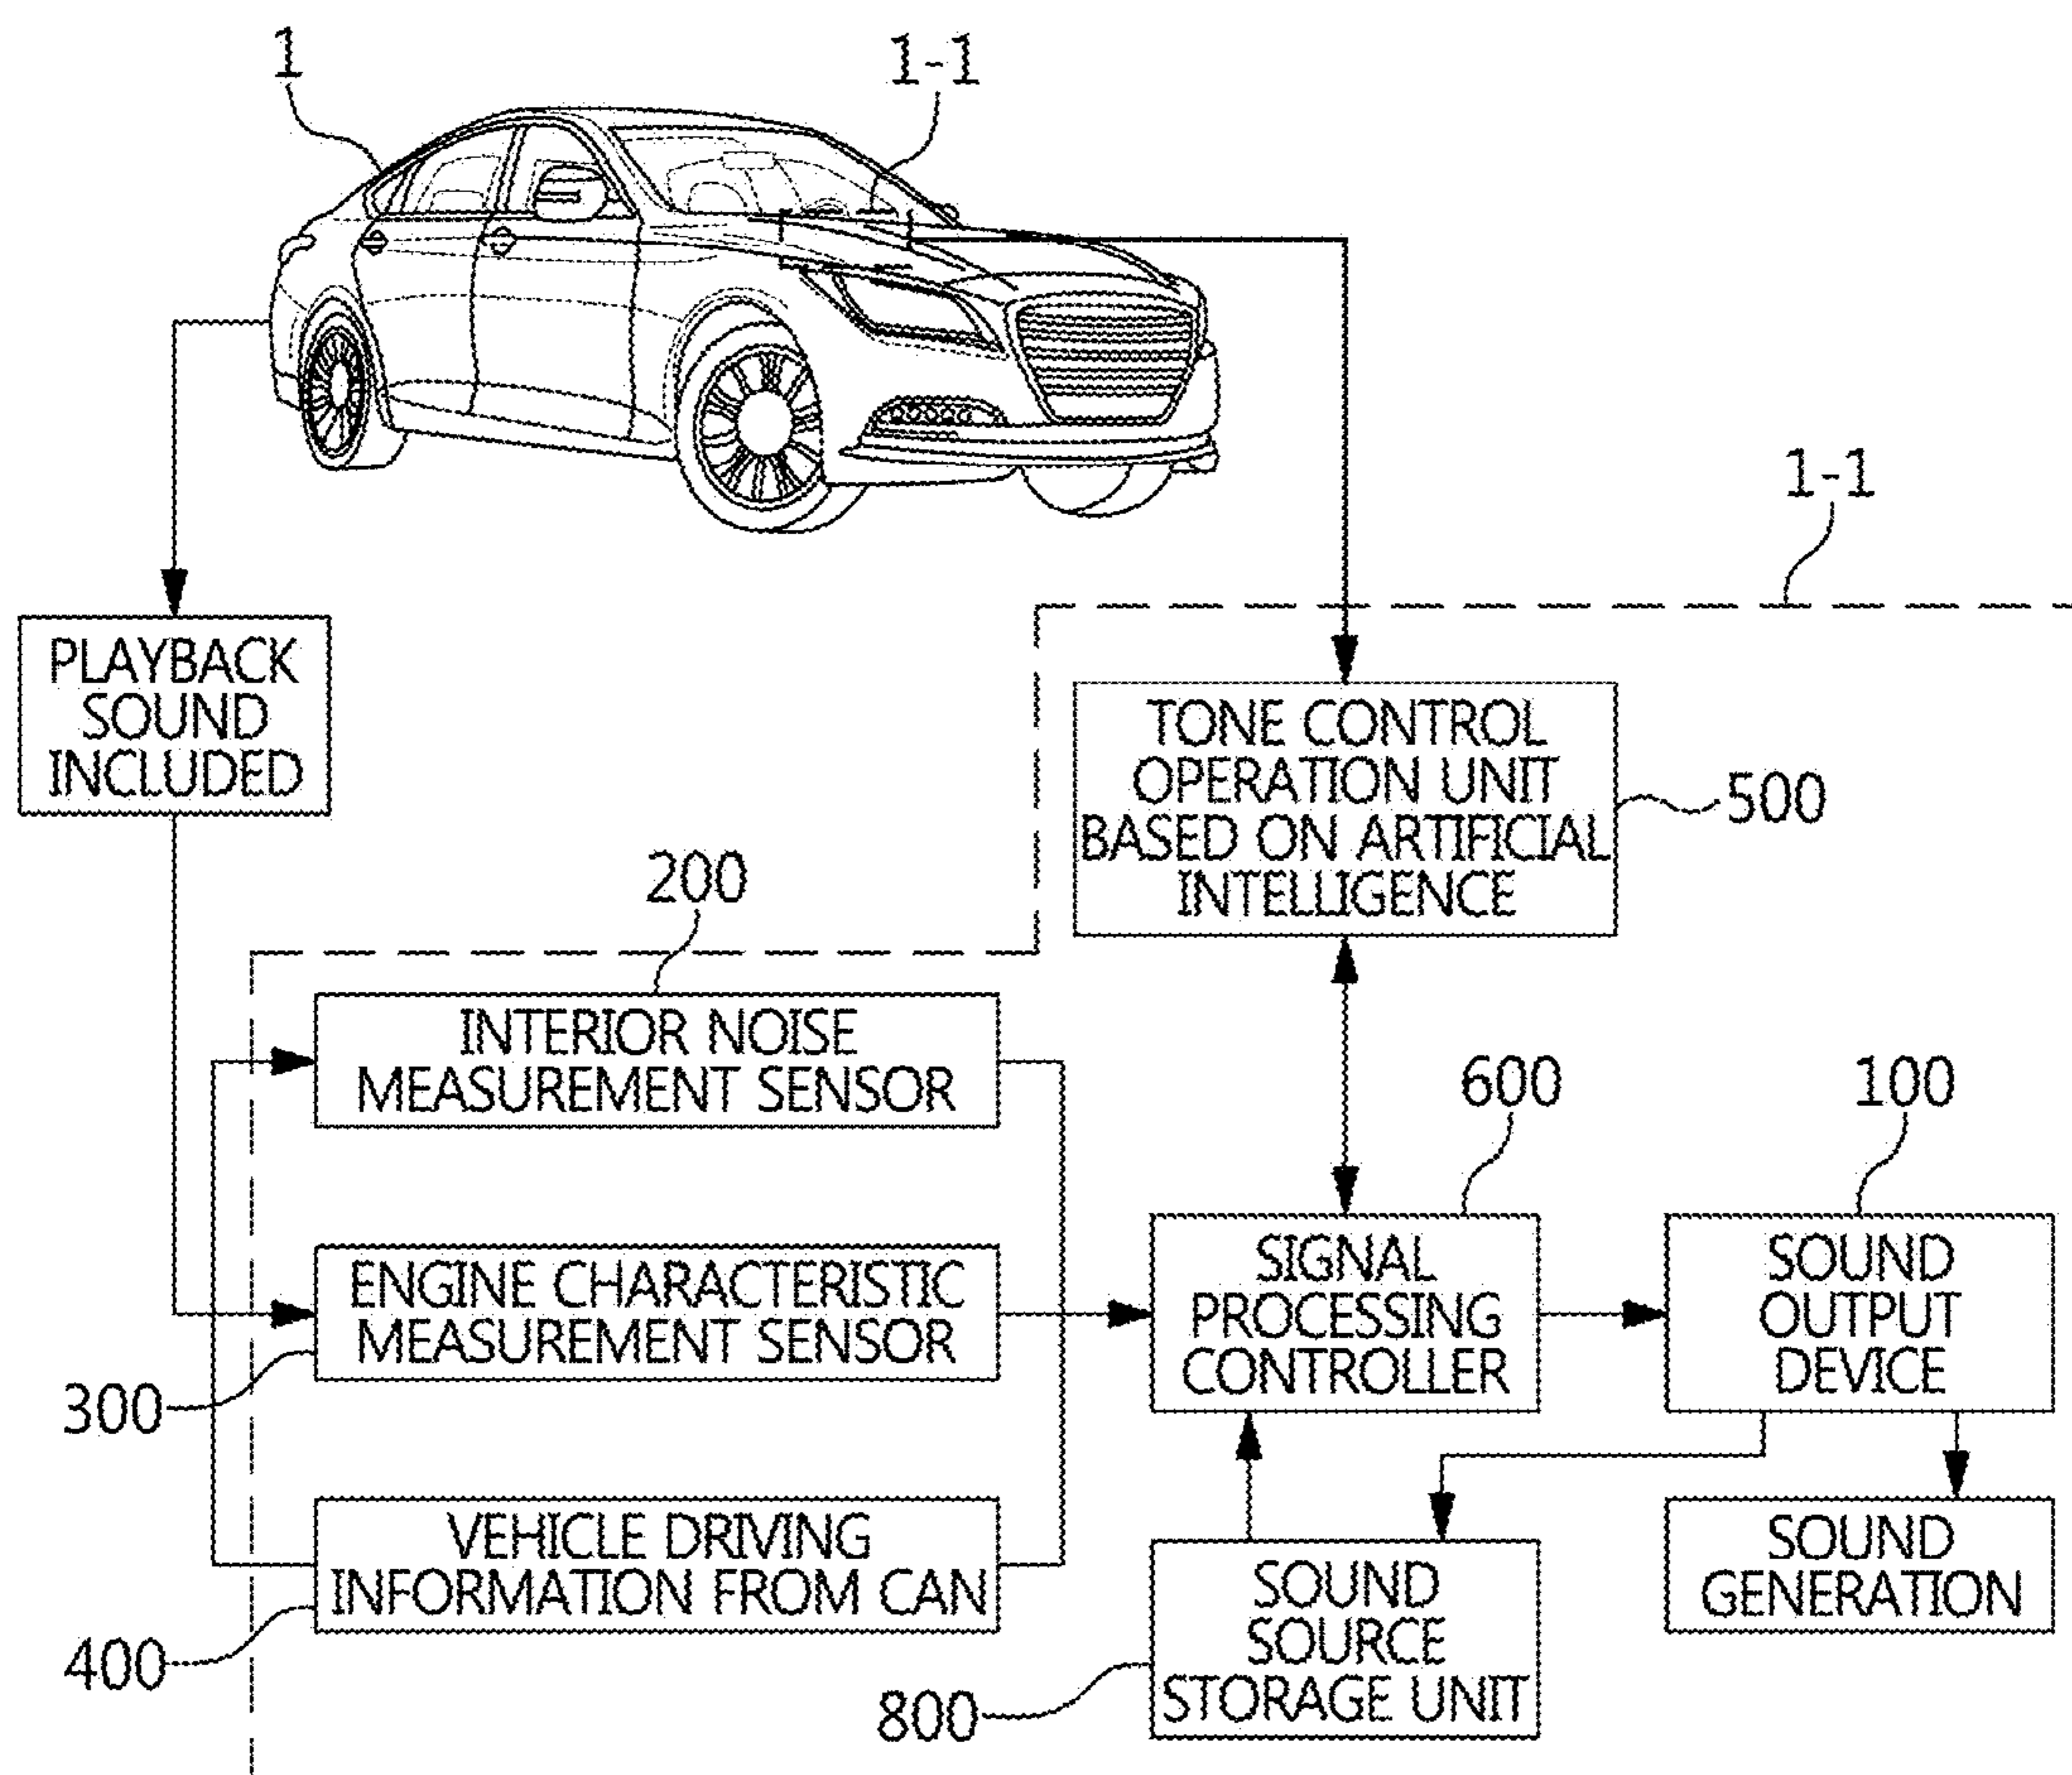 1
1-1
1-1
PLAYBACK
SOUND
INCLUDED
TONE CONTROL
OPERATION UNIT
BASED ON ARTIFICIAL
INTELLIGENCE
500
200
INTERIOR NOISE
MEASUREMENT SENSOR
600
100
ENGINE CHARACTERISTIC
MEASUREMENT SENSOR
300
SIGNAL
PROCESSING
CONTROLLER
SOUND
OUTPUT
DEVICE
VEHICLE DRIVING
INFORMATION FROM CAN
400
SOUND
SOURCE
STORAGE UNIT
800
SOUND
GENERATION